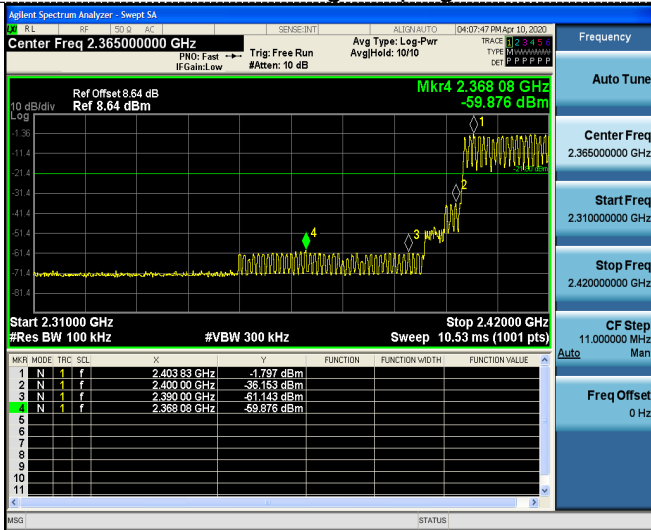 Agilent Spectrum Analyzer - Swept SA
RL RF 50 Ω AC SENSE:INT ALIGN AUTO 04:07:47 PM Apr 10, 2020
Center Freq 2.365000000 GHz
PNO: Fast
IFGain:Low
Trig: Free Run
#Atten: 10 dB
Avg Type: Log-Pwr
Avg|Hold: 10/10
TRACE 1 2 3 4 5 6
TYPE M
DET P P P P P P
Frequency
Mkr4 2.368 08 GHz
-59.876 dBm
Ref Offset 8.64 dB
10 dB/div Ref 8.64 dBm
Log
-1.36
-11.4
-21.4
-31.4
-41.4
-51.4
-61.4
-71.4
-81.4
1
2
3
4
Start 2.31000 GHz
Stop 2.42000 GHz
#Res BW 100 kHz
#VBW 300 kHz
Sweep 10.53 ms (1001 pts)
MKR MODE TRC SCL X Y FUNCTION FUNCTION WIDTH FUNCTION VALUE
1 N 1 f 2.403 83 GHz -1.797 dBm
2 N 1 f 2.400 00 GHz -36.153 dBm
3 N 1 f 2.390 00 GHz -61.143 dBm
4 N 1 f 2.368 08 GHz -59.876 dBm
5
6
7
8
9
10
11
MSG
STATUS
Auto Tune
Center Freq
2.365000000 GHz
Start Freq
2.310000000 GHz
Stop Freq
2.420000000 GHz
CF Step
11.000000 MHz
Auto Man
Freq Offset
0 Hz